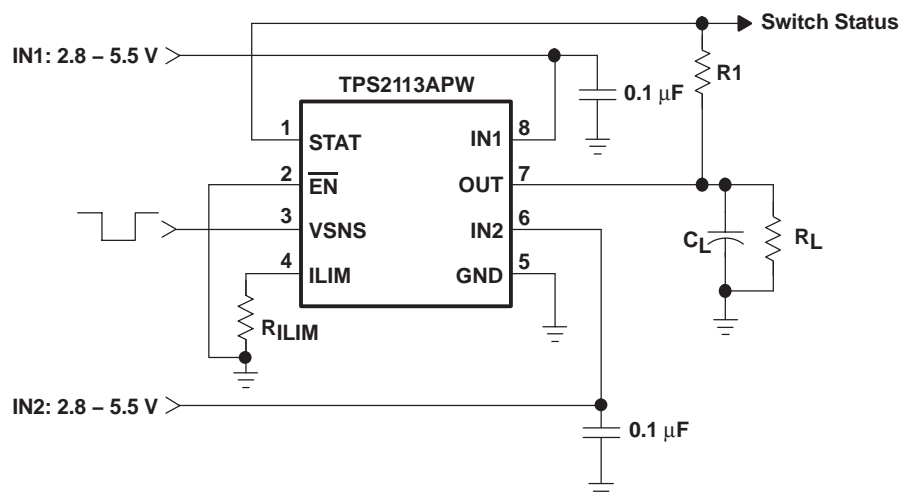 Switch Status
IN1: 2.8 – 5.5 V
R1
TPS2113APW
0.1 μF
1
STAT
IN1
8
2
EN
OUT
7
3
VSNS
IN2
6
4
ILIM
GND
5
CL
RL
RILIM
IN2: 2.8 – 5.5 V
0.1 μF